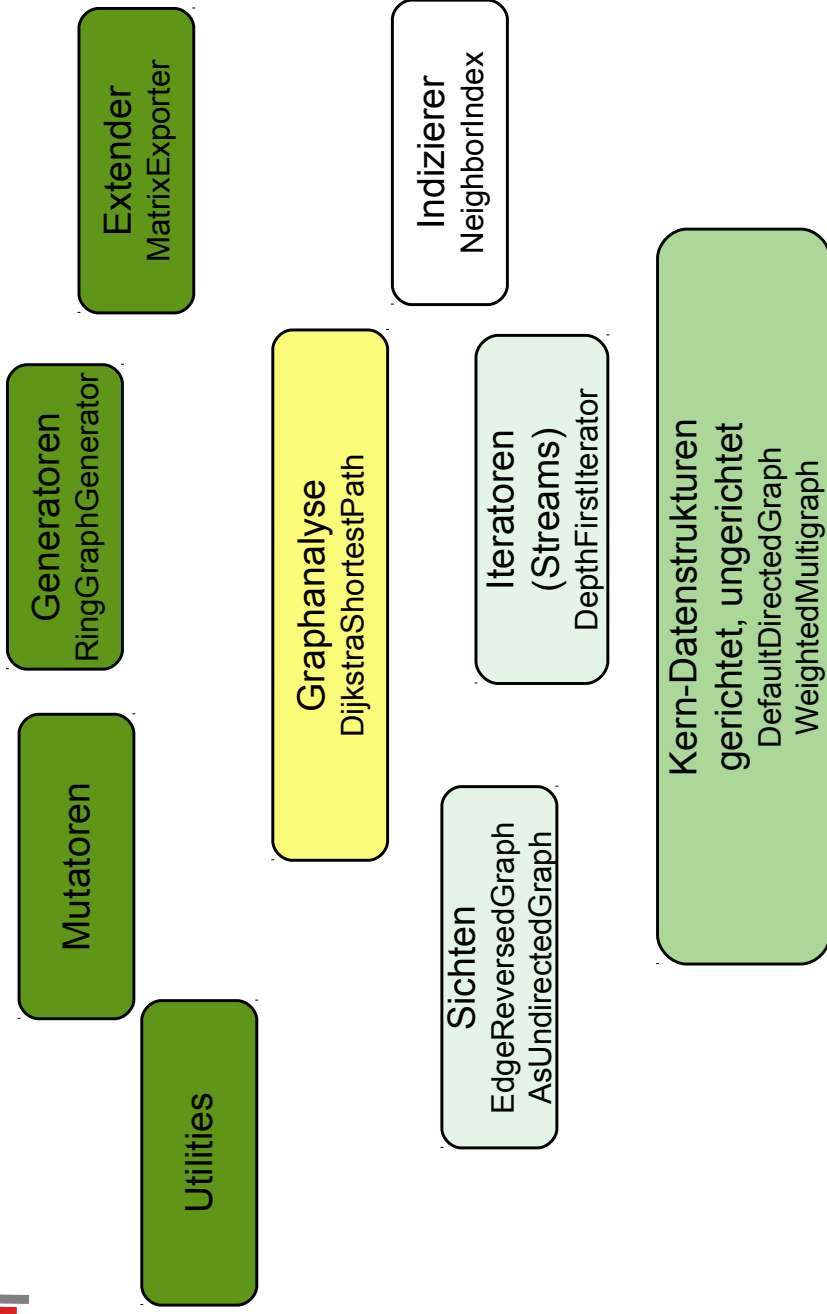 Utilities
Mutatoren
Generatoren
RingGraphGenerator
Extender
MatrixExporter
Graphanalyse
DijkstraShortestPath
Sichten
EdgeReversedGraph
AsUndirectedGraph
Iteratoren
(Streams)
DepthFirstIterator
Indizierer
NeighborIndex
Kern-Datenstrukturen
gerichtet, ungerichtet
DefaultDirectedGraph
WeightedMultigraph